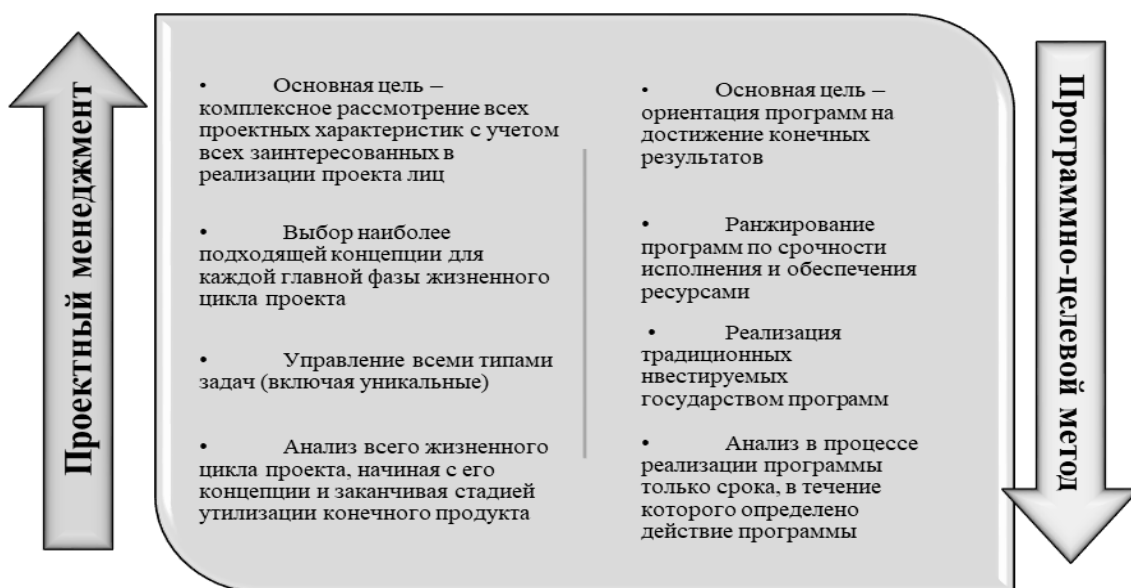 Проектный менеджмент
• Основная цель –
комплексное рассмотрение всех
проектных характеристик с учетом
всех заинтересованных в
реализации проекта лиц
• Выбор наиболее
подходящей концепции для
каждой главной фазы жизненного
цикла проекта
• Управление всеми типами
задач (включая уникальные)
• Анализ всего жизненного
цикла проекта, начиная с его
концепции и заканчивая стадией
утилизации конечного продукта
• Основная цель –
ориентация программ на
достижение конечных
результатов
• Ранжирование
программ по срочности
исполнения и обеспечения
ресурсами
• Реализация
традиционных
нвестируемых
государством программ
• Анализ в процессе
реализации программы
только срока, в течение
которого определено
действие программы
Программно-целевой метод